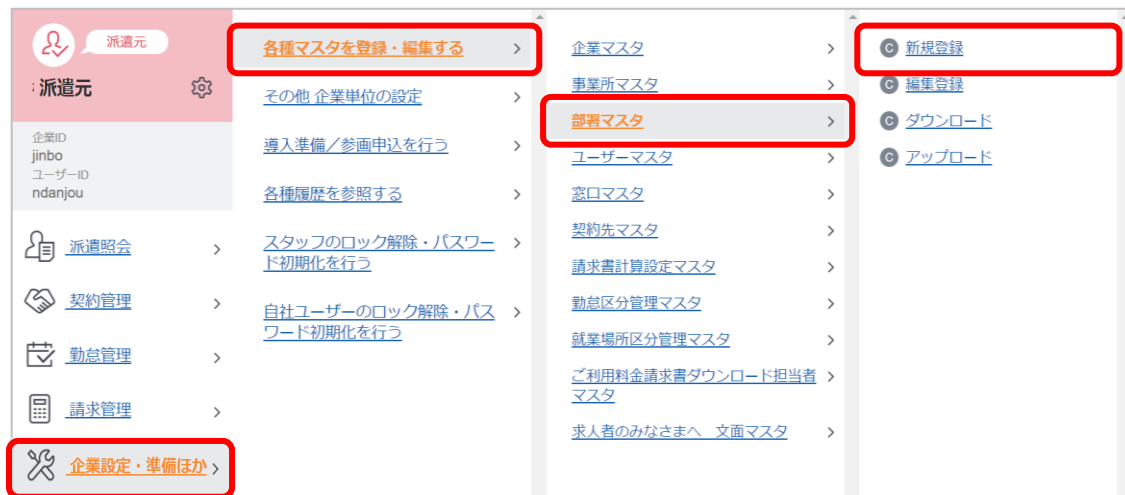 派遣元
派遣元
企業ID
jinbo
ユーザーID
ndanjou
派遣照会
契約管理
勤怠管理
請求管理
企業設定・準備ほか
各種マスタを登録・編集する
その他 企業単位の設定
導入準備／参画申込を行う
各種履歴を参照する
スタッフのロック解除・パスワー
ド初期化を行う
自社ユーザーのロック解除・パス
ワード初期化を行う
企業マスタ
事業所マスタ
部署マスタ
ユーザーマスタ
窓口マスタ
契約先マスタ
請求書計算設定マスタ
勤怠区分管理マスタ
就業場所区分管理マスタ
ご利用料金請求書ダウンロード担当者
マスタ
求人者のみなさまへ　文面マスタ
C 新規登録
C 編集登録
C ダウンロード
C アップロード